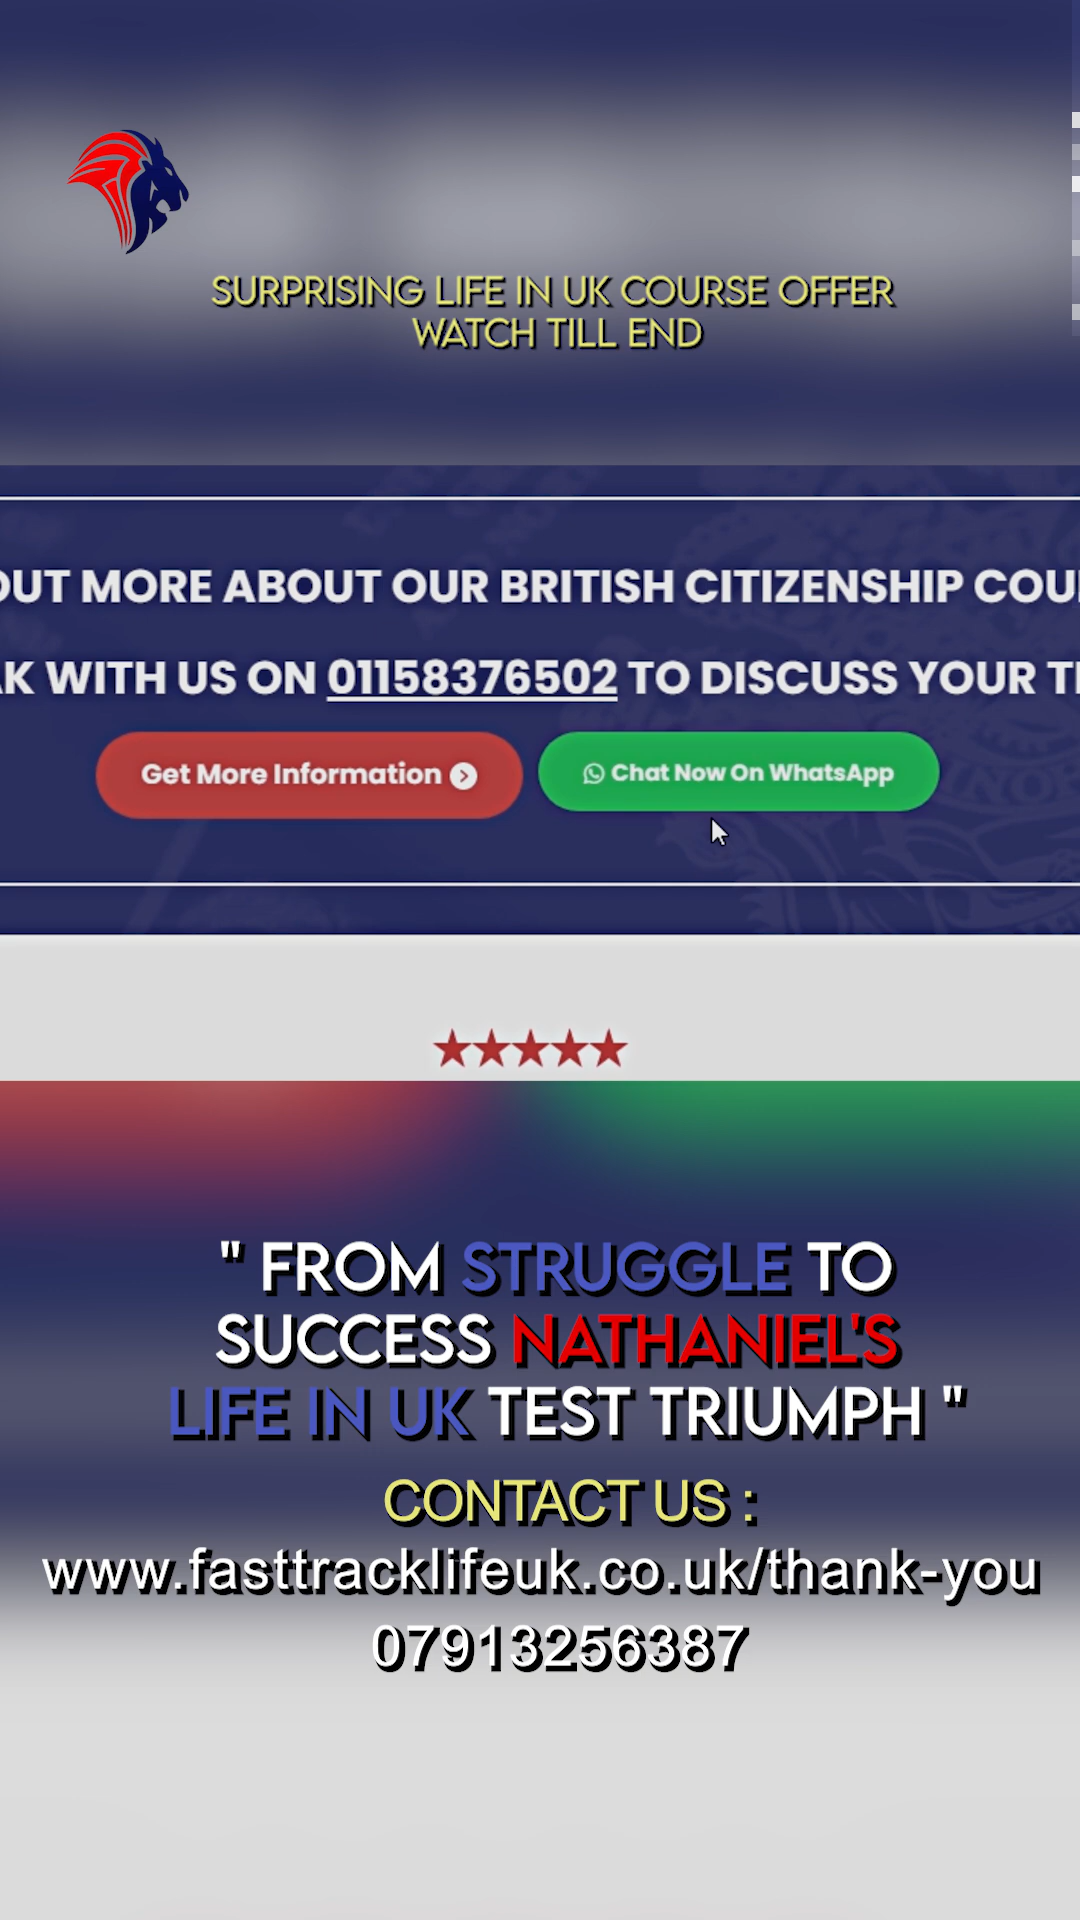 SURPRISING LIFE IN UK COURSE OFFER
WATCH TILL END
OUT MORE ABOUT OUR BRITISH CITIZENSHIP COU
AK WITH US ON 01158376502 TO DISCUSS YOUR
Get More Information
Chat Now On WhatsApp
" FROM STRUGGLE TO
SUCCESS NATHANIEL'S
LIFE IN UK TEST TRIUMPH "
CONTACT US :
www.fasttracklifeuk.co.uk/thank-you
07913256387